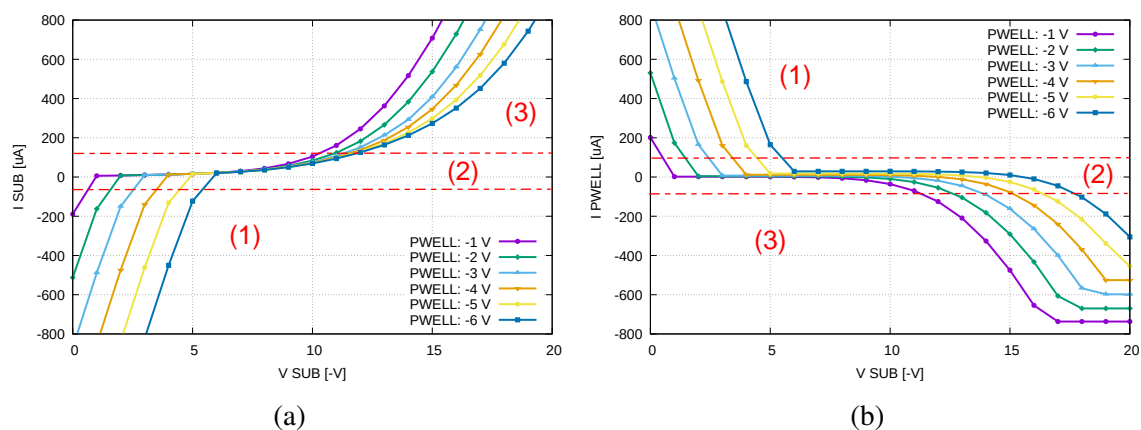 800
600
400
200
0
-200
-400
-600
-800
0
5
10
15
20
I SUB [uA]
V SUB [-V]
(1)
(2)
(3)
PWELL: -1 V
PWELL: -2 V
PWELL: -3 V
PWELL: -4 V
PWELL: -5 V
PWELL: -6 V
(a)
800
600
400
200
0
-200
-400
-600
-800
0
5
10
15
20
I PWELL [uA]
V SUB [-V]
(1)
(2)
(3)
PWELL: -1 V
PWELL: -2 V
PWELL: -3 V
PWELL: -4 V
PWELL: -5 V
PWELL: -6 V
(b)